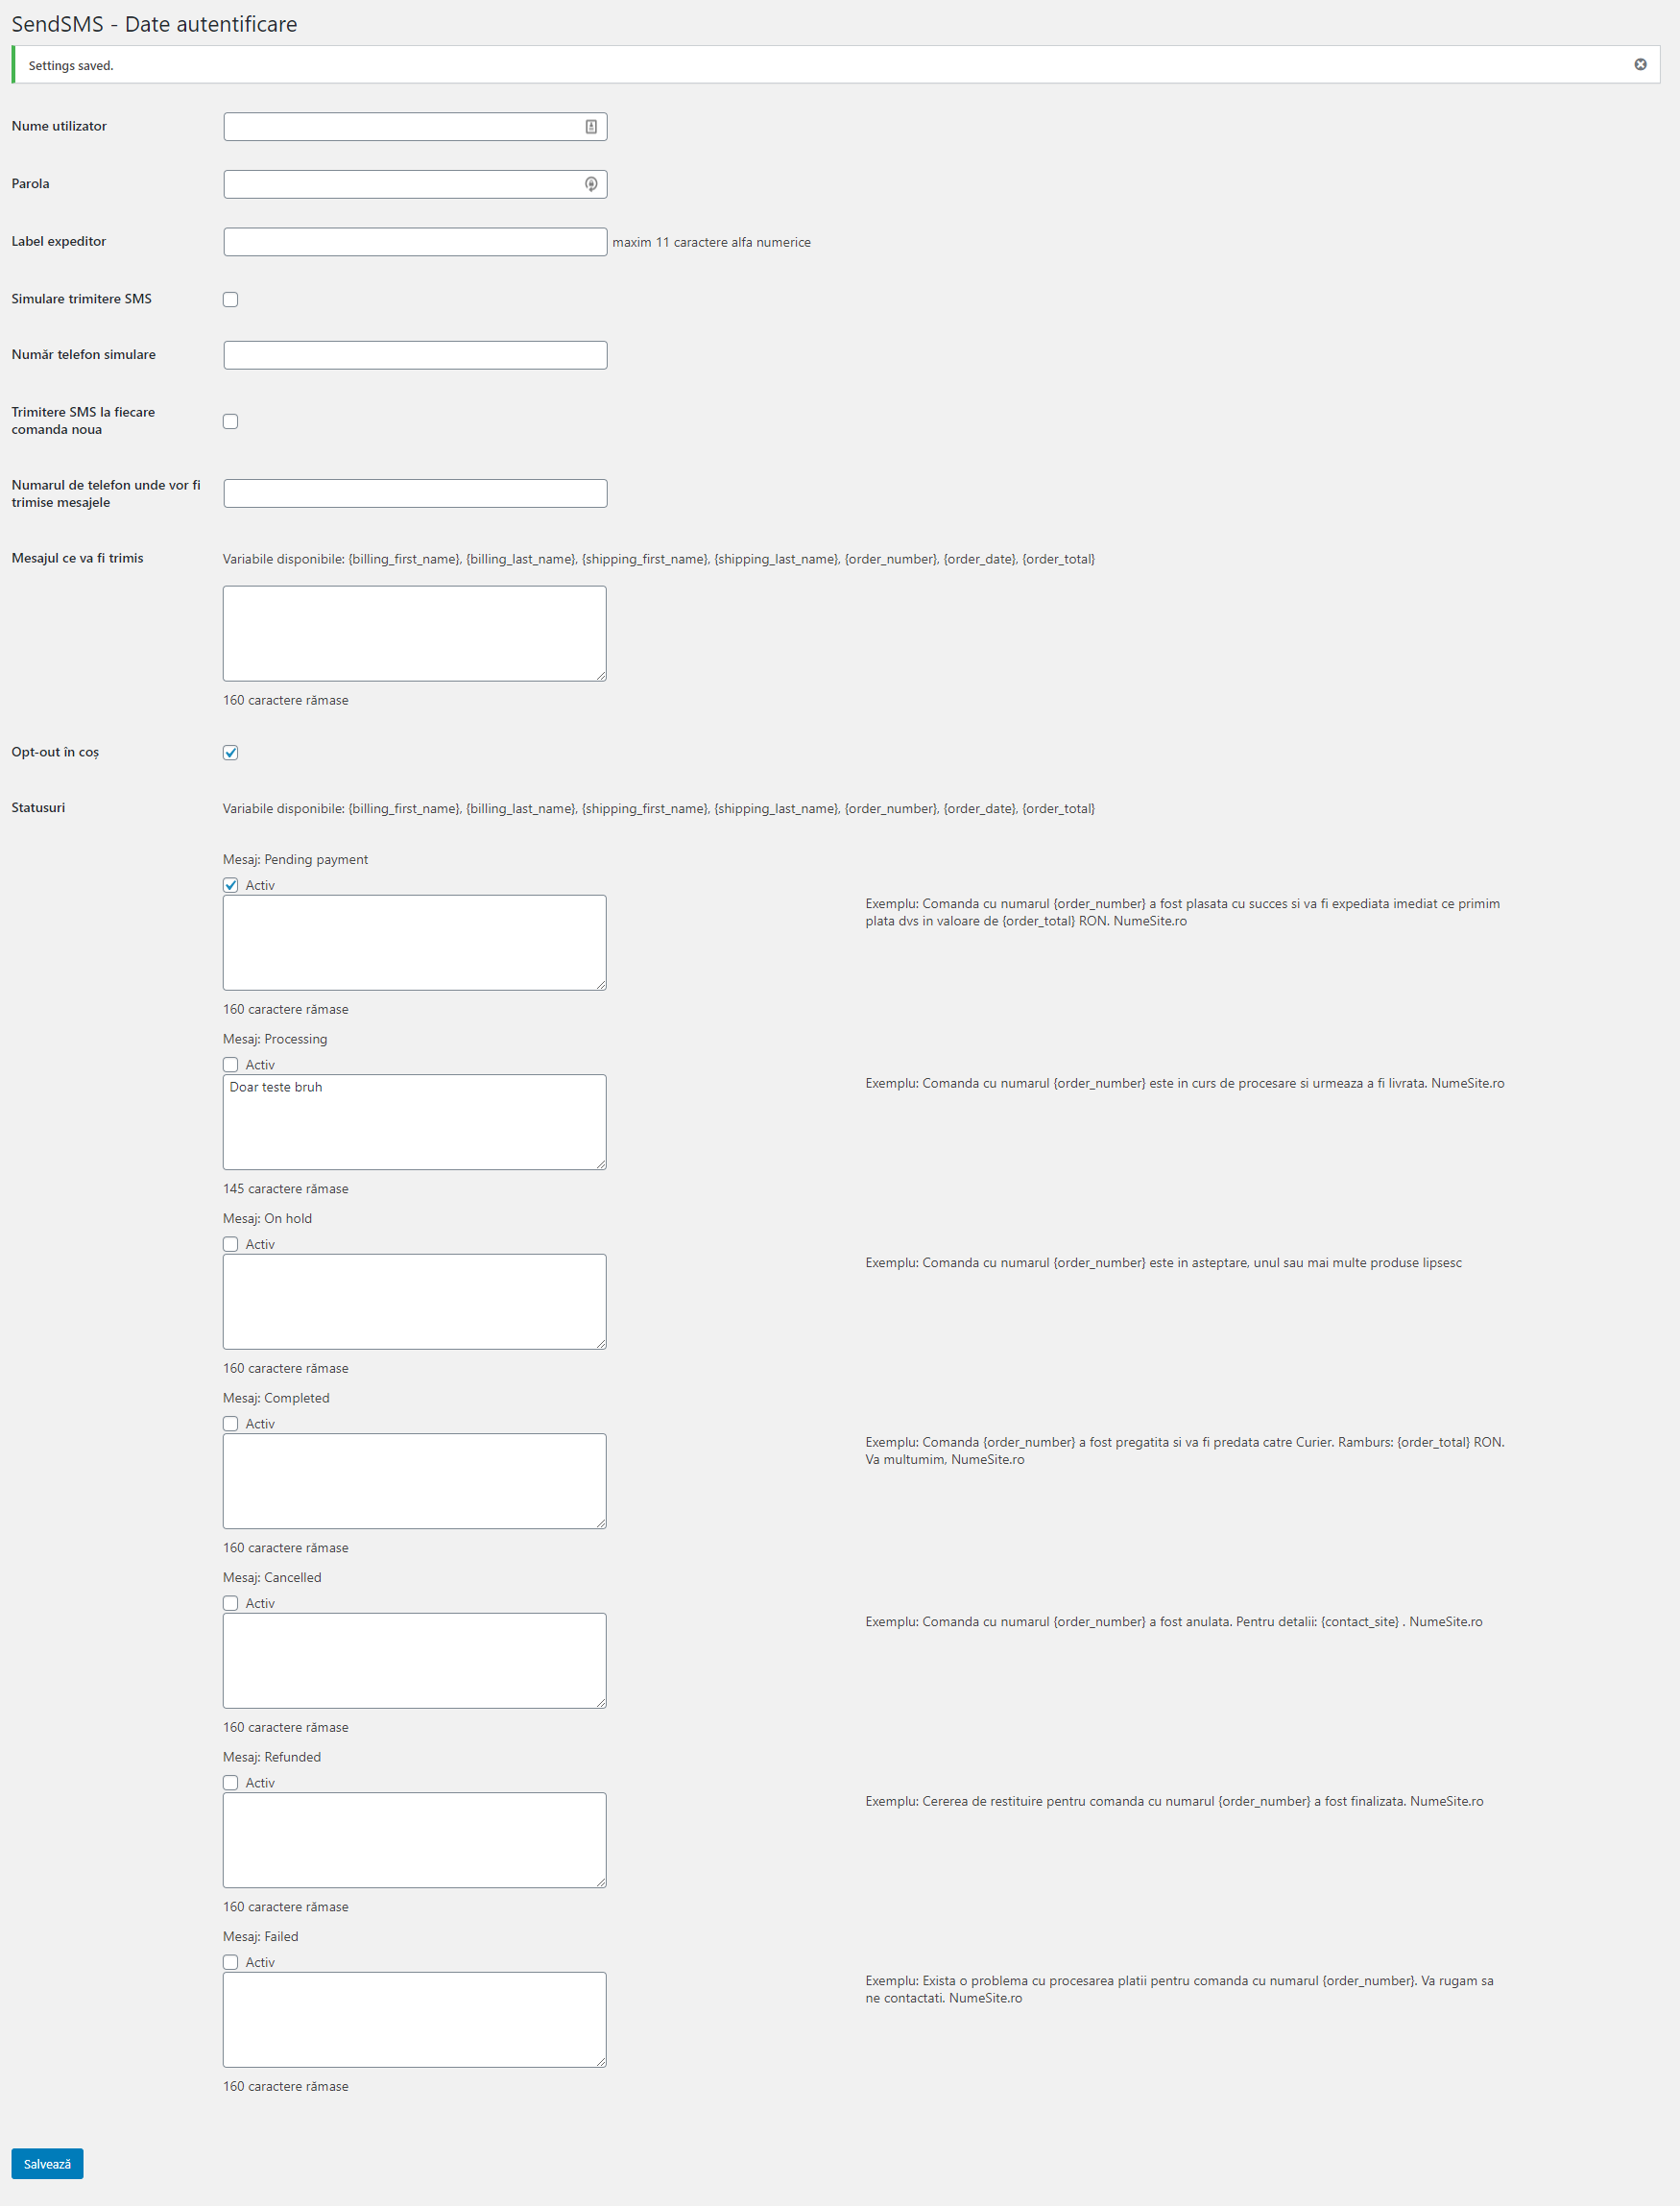 SendSMS - Date autentificare
Settings saved.
Nume utilizator
Parola
Label expeditor
maxim 11 caractere alfa numerice
Simulare trimitere SMS
Număr telefon simulare
Trimitere SMS la fiecare
comanda noua
Numarul de telefon unde vor fi
trimise mesajele
Mesajul ce va fi trimis
Variabile disponibile: {billing_first_name}, {billing_last_name}, {shipping_first_name}, {shipping_last_name}, {order_number}, {order_date}, {order_total}
160 caractere rămase
Opt-out în coș
Statusuri
Variabile disponibile: {billing_first_name}, {billing_last_name}, {shipping_first_name}, {shipping_last_name}, {order_number}, {order_date}, {order_total}
Mesaj: Pending payment
Activ
Exemplu: Comanda cu numarul {order_number} a fost plasata cu succes si va fi expediata imediat ce primim
plata dvs in valoare de {order_total} RON. NumeSite.ro
160 caractere rămase
Mesaj: Processing
Activ
Doar teste bruh
Exemplu: Comanda cu numarul {order_number} este in curs de procesare si urmeaza a fi livrata. NumeSite.ro
145 caractere rămase
Mesaj: On hold
Activ
Exemplu: Comanda cu numarul {order_number} este in asteptare, unul sau mai multe produse lipsesc
160 caractere rămase
Mesaj: Completed
Activ
Exemplu: Comanda {order_number} a fost pregatita si va fi predata catre Curier. Ramburs: {order_total} RON.
Va multumim, NumeSite.ro
160 caractere rămase
Mesaj: Cancelled
Activ
Exemplu: Comanda cu numarul {order_number} a fost anulata. Pentru detalii: {contact_site} . NumeSite.ro
160 caractere rămase
Mesaj: Refunded
Activ
Exemplu: Cererea de restituire pentru comanda cu numarul {order_number} a fost finalizata. NumeSite.ro
160 caractere rămase
Mesaj: Failed
Activ
Exemplu: Exista o problema cu procesarea platii pentru comanda cu numarul {order_number}. Va rugam sa
ne contactati. NumeSite.ro
160 caractere rămase
Salvează